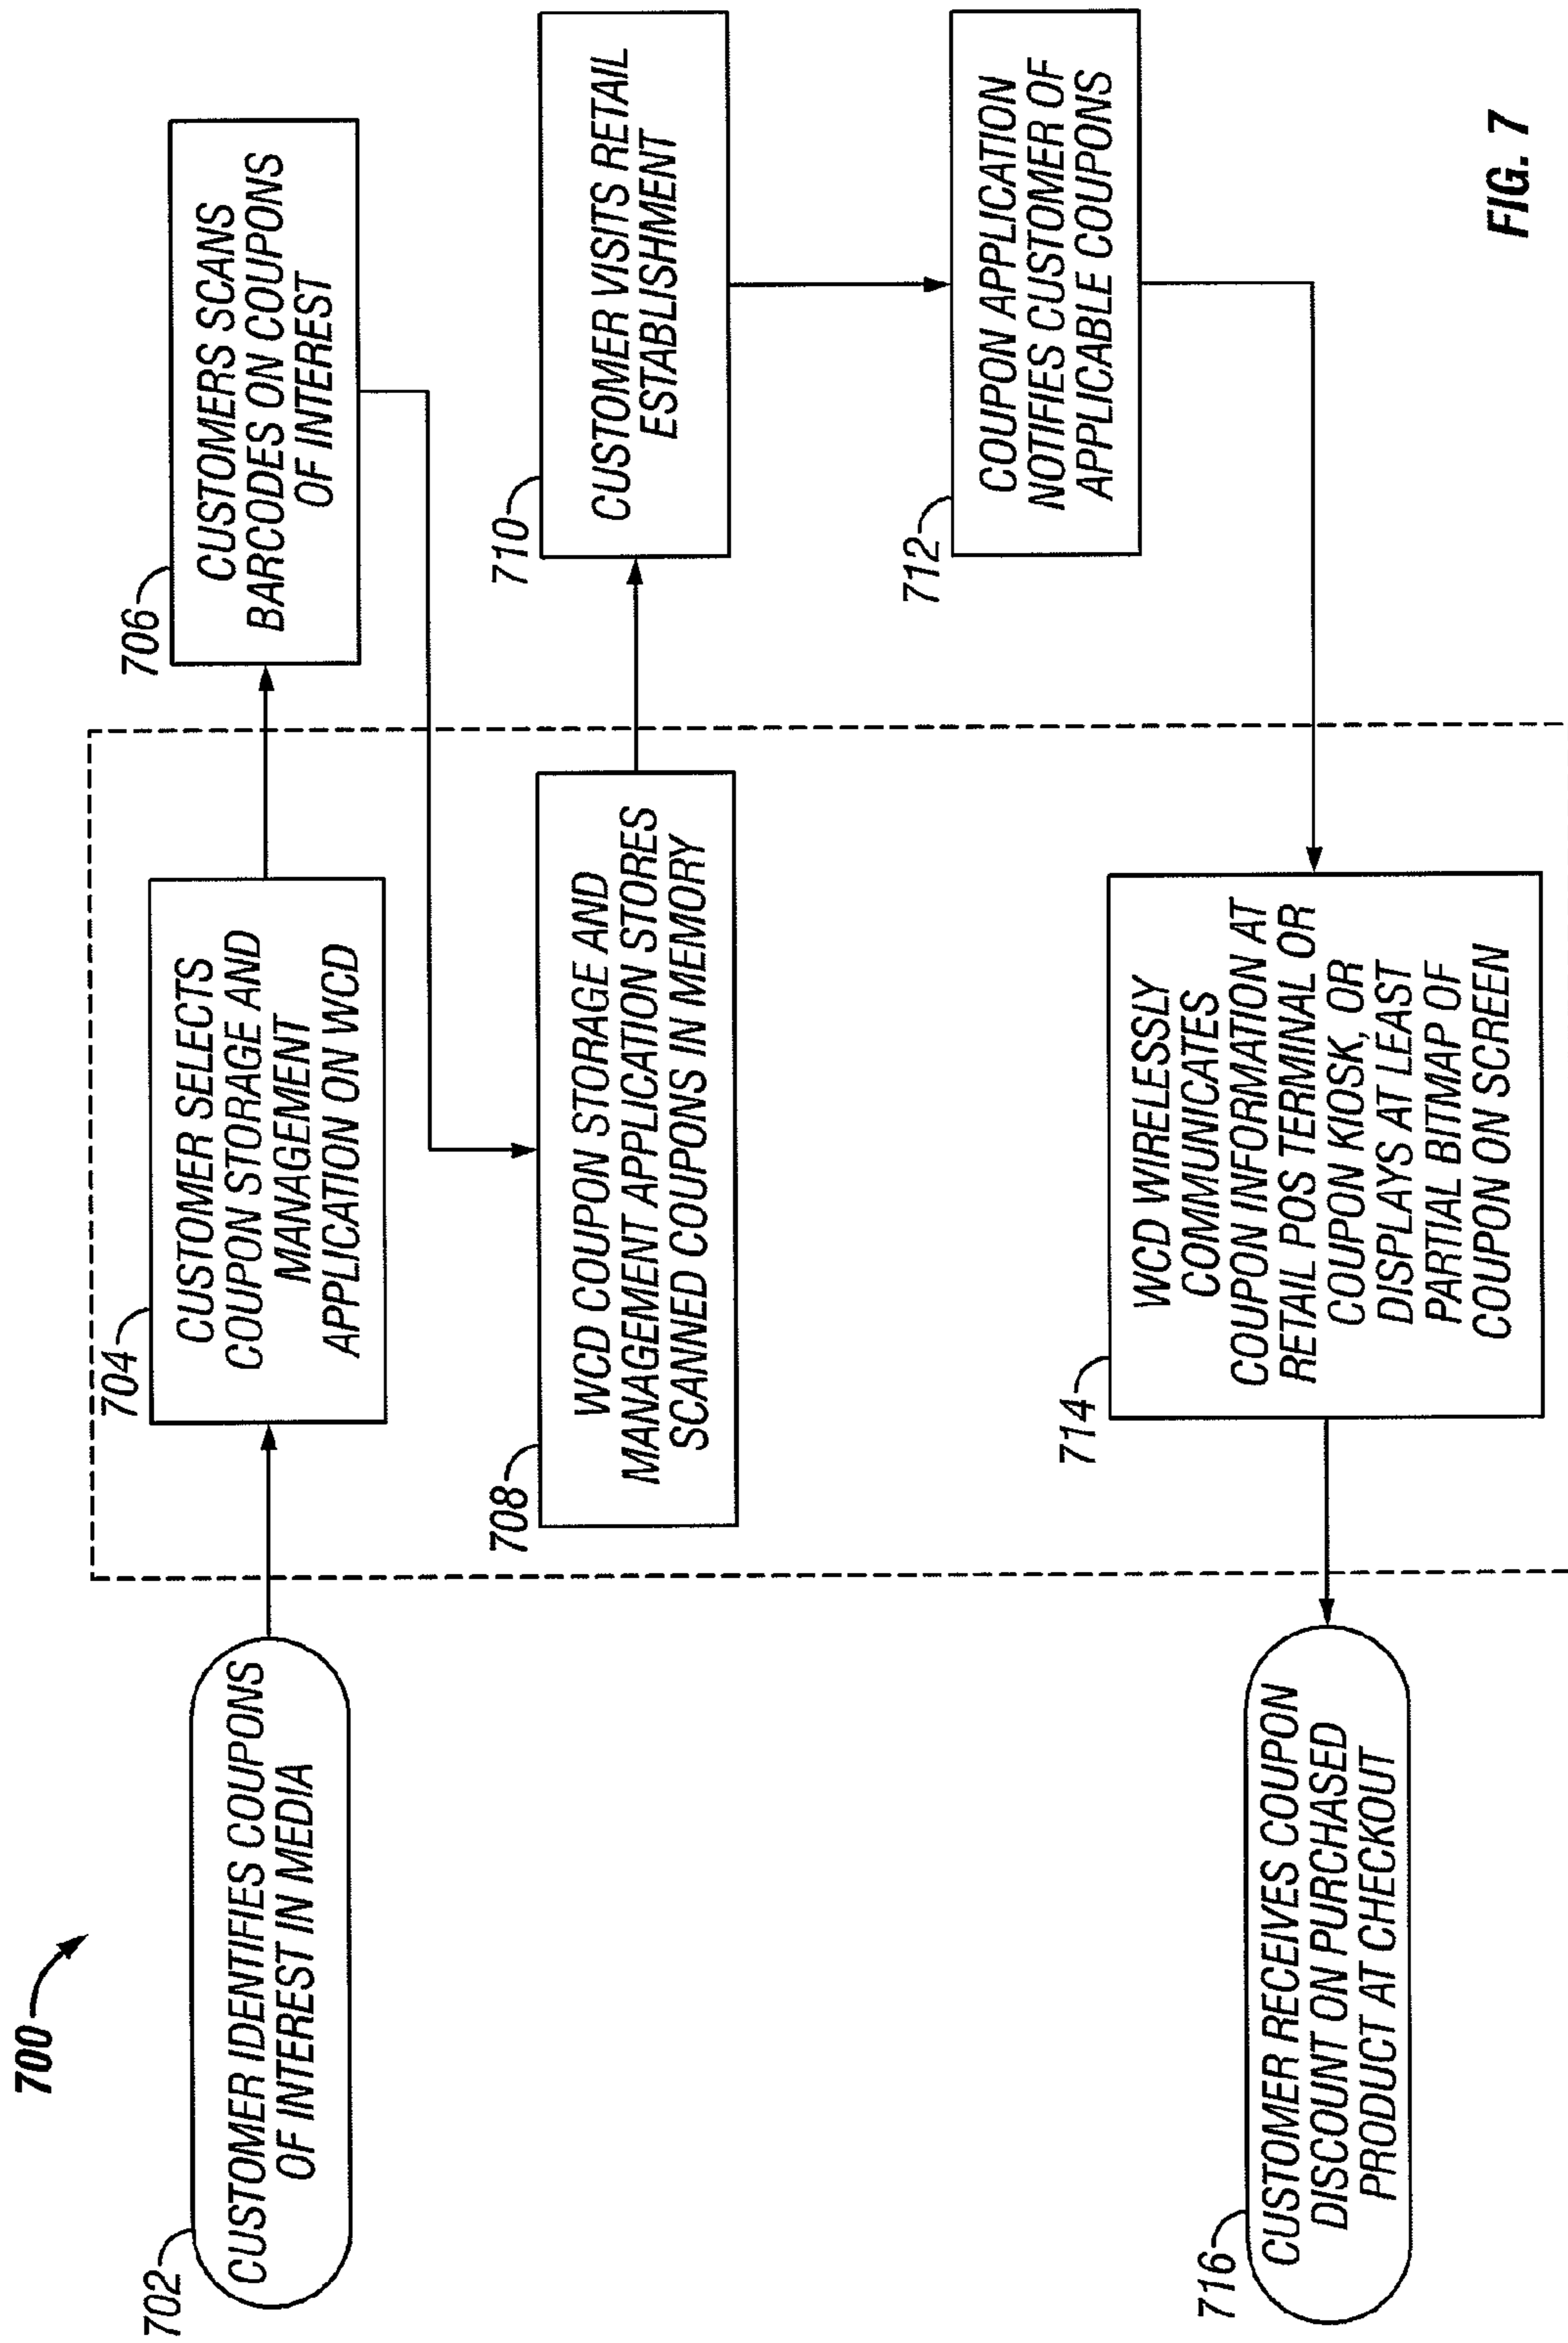 700
702
CUSTOMER IDENTIFIES COUPONS
OF INTEREST IN MEDIA
704
CUSTOMER SELECTS
COUPON STORAGE AND
MANAGEMENT
APPLICATION ON WCD
706
CUSTOMERS SCANS
BARCODES ON COUPONS
OF INTEREST
708
WCD COUPON STORAGE AND
MANAGEMENT APPLICATION STORES
SCANNED COUPONS IN MEMORY
710
CUSTOMER VISITS RETAIL
ESTABLISHMENT
712
COUPON APPLICATION
NOTIFIES CUSTOMER OF
APPLICABLE COUPONS
714
WCD WIRELESSLY
COMMUNICATES
COUPON INFORMATION AT
RETAIL POS TERMINAL OR
COUPON KIOSK, OR
DISPLAYS AT LEAST
PARTIAL BITMAP OF
COUPON ON SCREEN
716
CUSTOMER RECEIVES COUPON
DISCOUNT ON PURCHASED
PRODUCT AT CHECKOUT
FIG. 7